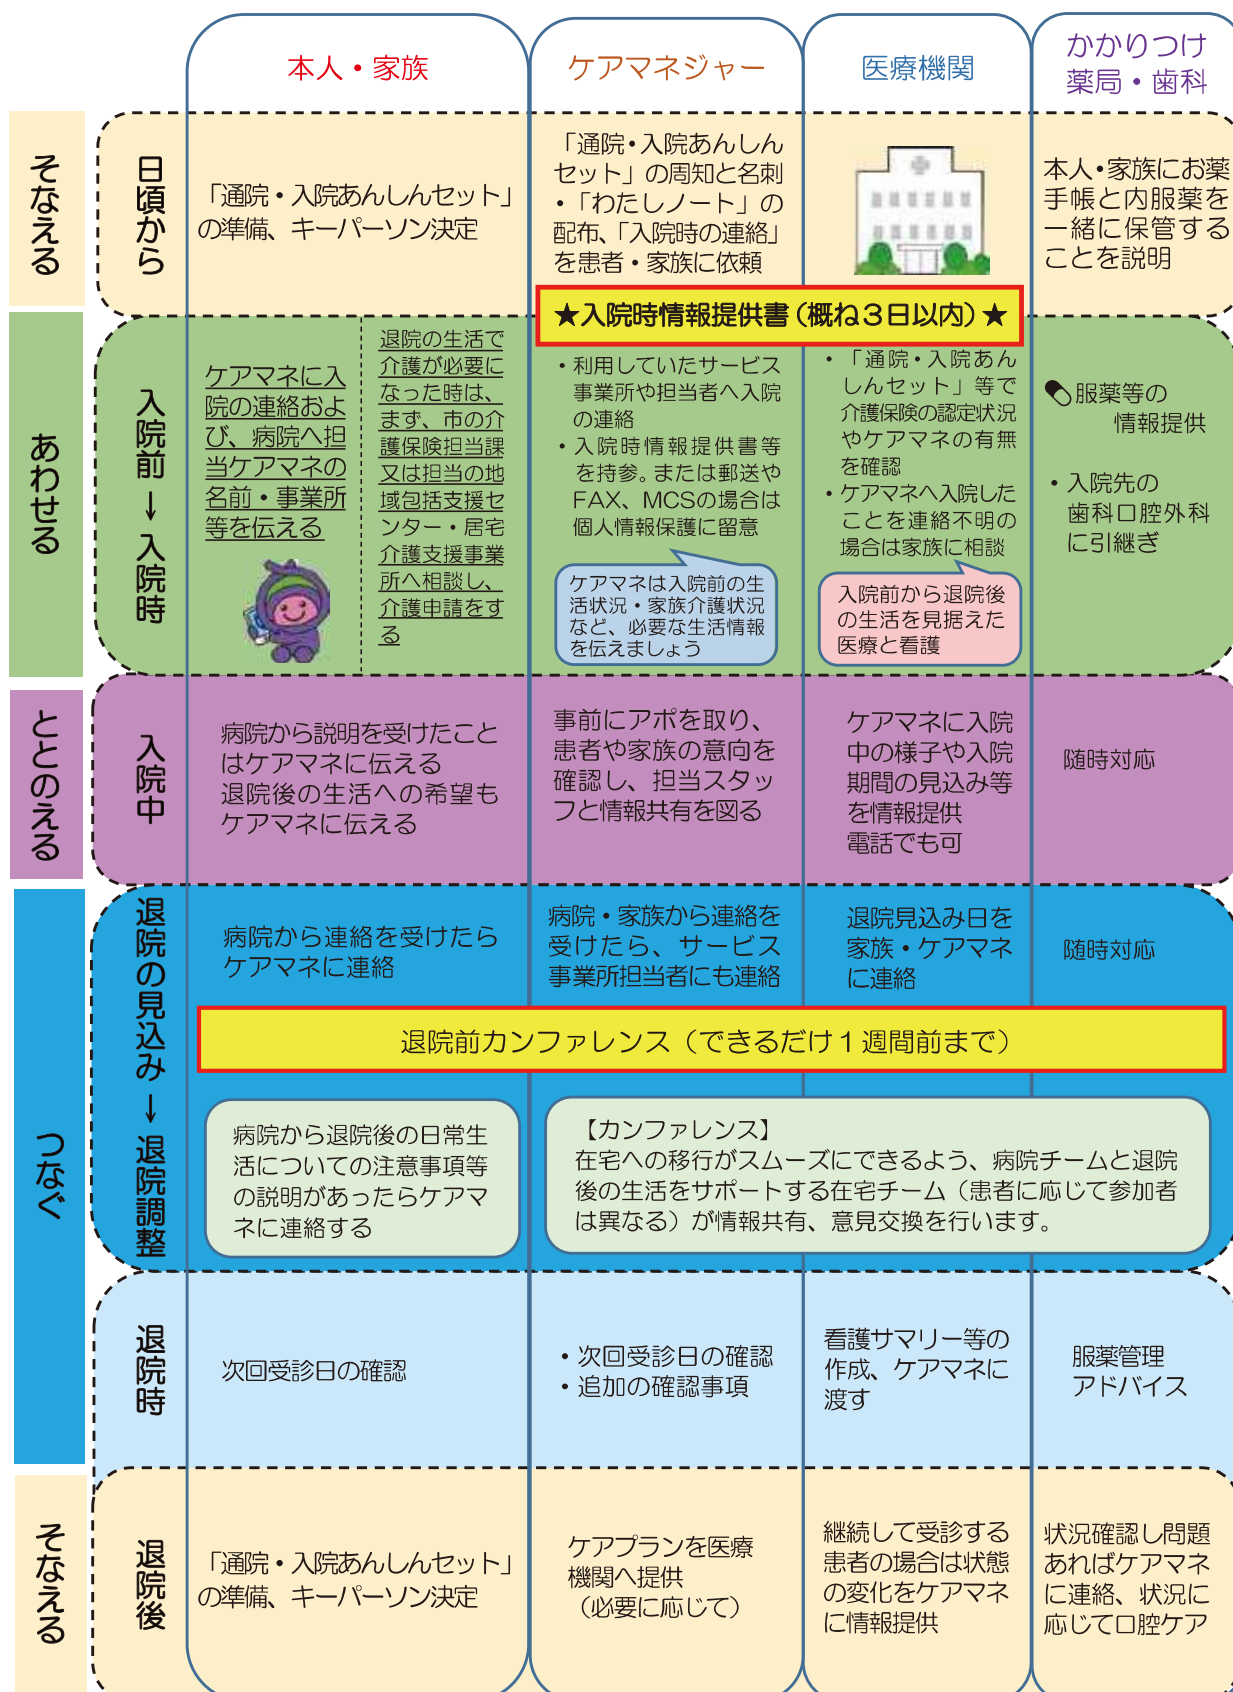 本人・家族
ケアマネジャー
医療機関
かかりつけ
薬局・歯科
そなえる
日頃から
「通院・入院あんしんセット」
の準備、キーパーソン決定
「通院・入院あんしん
セット」の周知と名刺
・「わたしノート」の
配布、「入院時の連絡」
を患者・家族に依頼
本人・家族にお薬
手帳と内服薬を
一緒に保管する
ことを説明
★入院時情報提供書(概ね3日以内)★
あわせる
入院前→入院時
ケアマネに入
院の連絡およ
び、病院へ担
当ケアマネの
名前・事業所
等を伝える
退院の生活で
介護が必要に
なった時は、
まず、市の介
護保険担当課
又は担当の地
域包括支援セ
ンター・居宅
介護支援事業
所へ相談し、
介護申請をす
る
・利用していたサービス
事業所や担当者へ入院
の連絡
・入院時情報提供書等
を持参。または郵送や
FAX、MCSの場合は
個人情報保護に留意
ケアマネは入院前の生
活状況・家族介護状況
など、必要な生活情報
を伝えましょう
・「通院・入院あん
しんセット」等で
介護保険の認定状況
やケアマネの有無
を確認
・ケアマネへ入院した
ことを連絡不明の
場合は家族に相談
入院前から退院後
の生活を見据えた
医療と看護
服薬等の
情報提供
・入院先の
歯科口腔外科
に引継ぎ
ととのえる
入院中
病院から説明を受けたこと
はケアマネに伝える
退院後の生活への希望も
ケアマネに伝える
事前にアポを取り、
患者や家族の意向を
確認し、担当スタッ
フと情報共有を図る
ケアマネに入院
中の様子や入院
期間の見込み等
を情報提供
電話でも可
随時対応
つなぐ
退院の見込み→退院調整
病院から連絡を受けたら
ケアマネに連絡
病院・家族から連絡を
受けたら、サービス
事業所担当者にも連絡
退院見込み日を
家族・ケアマネ
に連絡
随時対応
退院前カンファレンス(できるだけ1週間前まで)
病院から退院後の日常生
活についての注意事項等
の説明があったらケアマ
ネに連絡する
【カンファレンス】
在宅への移行がスムーズにできるよう、病院チームと退院
後の生活をサポートする在宅チーム(患者に応じて参加者
は異なる)が情報共有、意見交換を行います。
退院時
次回受診日の確認
・次回受診日の確認
・追加の確認事項
看護サマリー等の
作成、ケアマネに
渡す
服薬管理
アドバイス
そなえる
退院後
「通院・入院あんしんセット」
の準備、キーパーソン決定
ケアプランを医療
機関へ提供
(必要に応じて)
継続して受診する
患者の場合は状態
の変化をケアマネ
に情報提供
状況確認し問題
あればケアマネ
に連絡、状況に
応じて口腔ケア